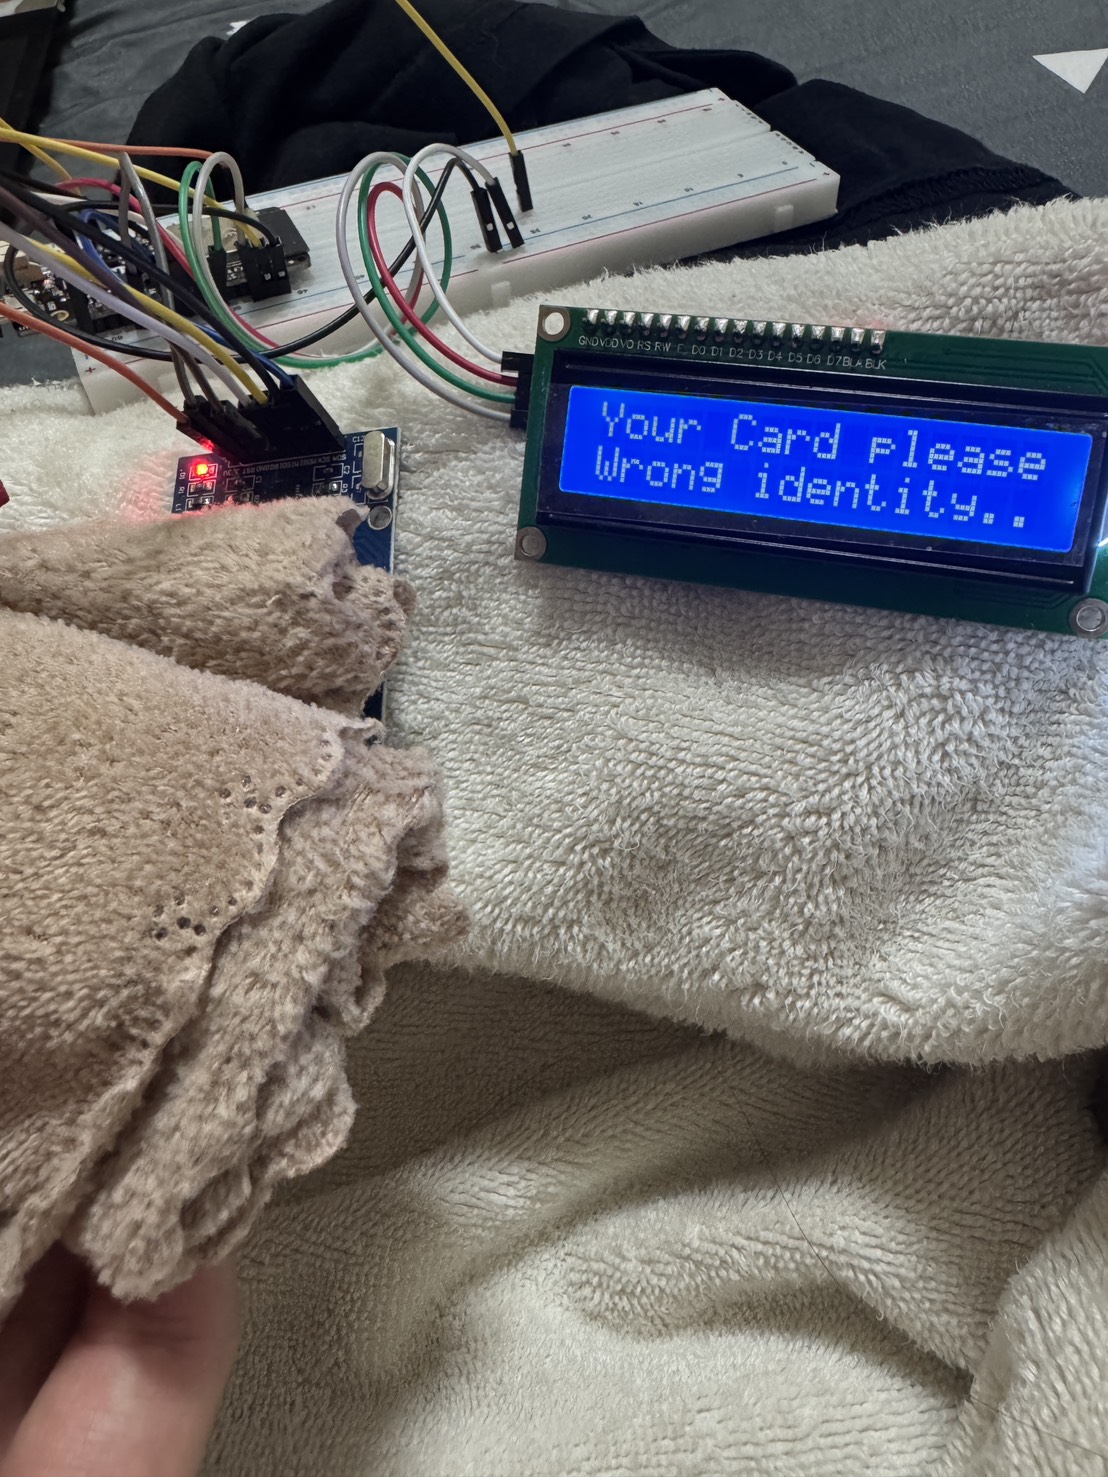 GND VDD VO RS RW E D0 D1 D2 D3 D4 D5 D6 D7 BLA BLK
Your Card please
Wrong identity..